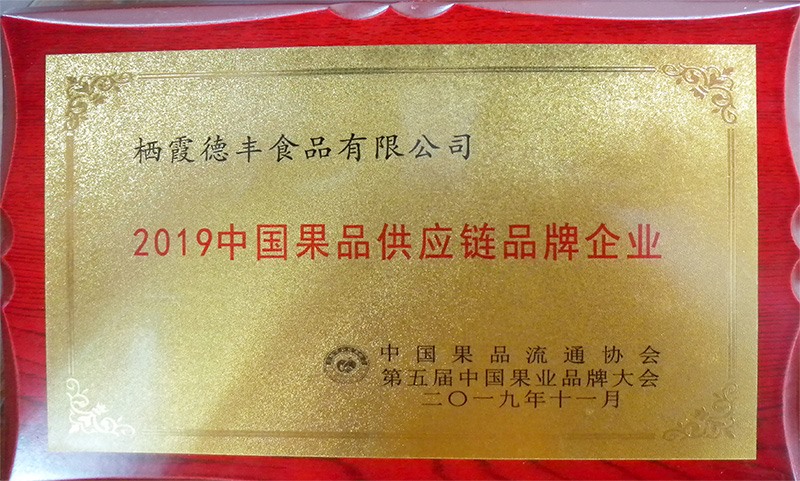 栖霞德丰食品有限公司
2019中国果品供应链品牌企业
中国果品流通协会
第五届中国果业品牌大会
二〇一九年十一月